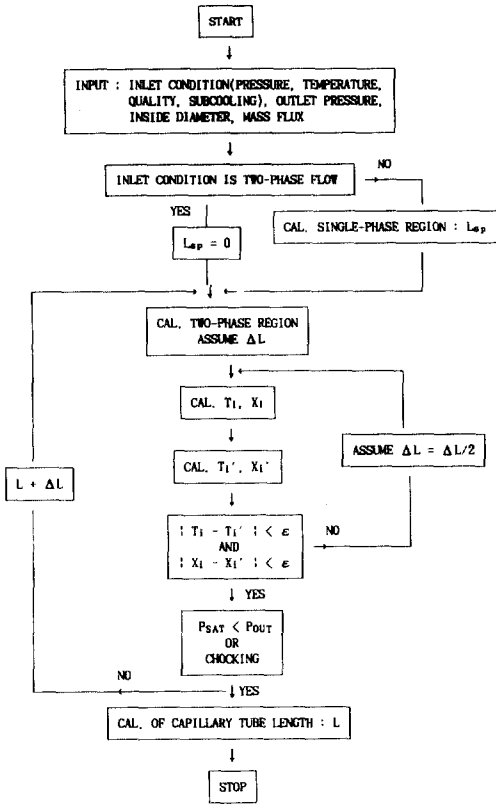 START
INPUT : INLET CONDITION(PRESSURE, TEMPERATURE,
QUALITY, SUBCOOLING), OUTLET PRESSURE,
INSIDE DIAMETER, MASS FLUX
INLET CONDITION IS TWO-PHASE FLOW
NO
YES
CAL. SINGLE-PHASE REGION : Lsp
Lsp = 0
CAL. TWO-PHASE REGION
ASSUME ΔL
CAL. Ti, Xi
ASSUME ΔL = ΔL/2
CAL. Ti', Xi'
L + ΔL
¦ Ti - Ti' ¦ < ε
AND
¦ Xi - Xi' ¦ < ε
NO
YES
PSAT < POUT
OR
CHOCKING
NO
YES
CAL. OF CAPILLARY TUBE LENGTH : L
STOP